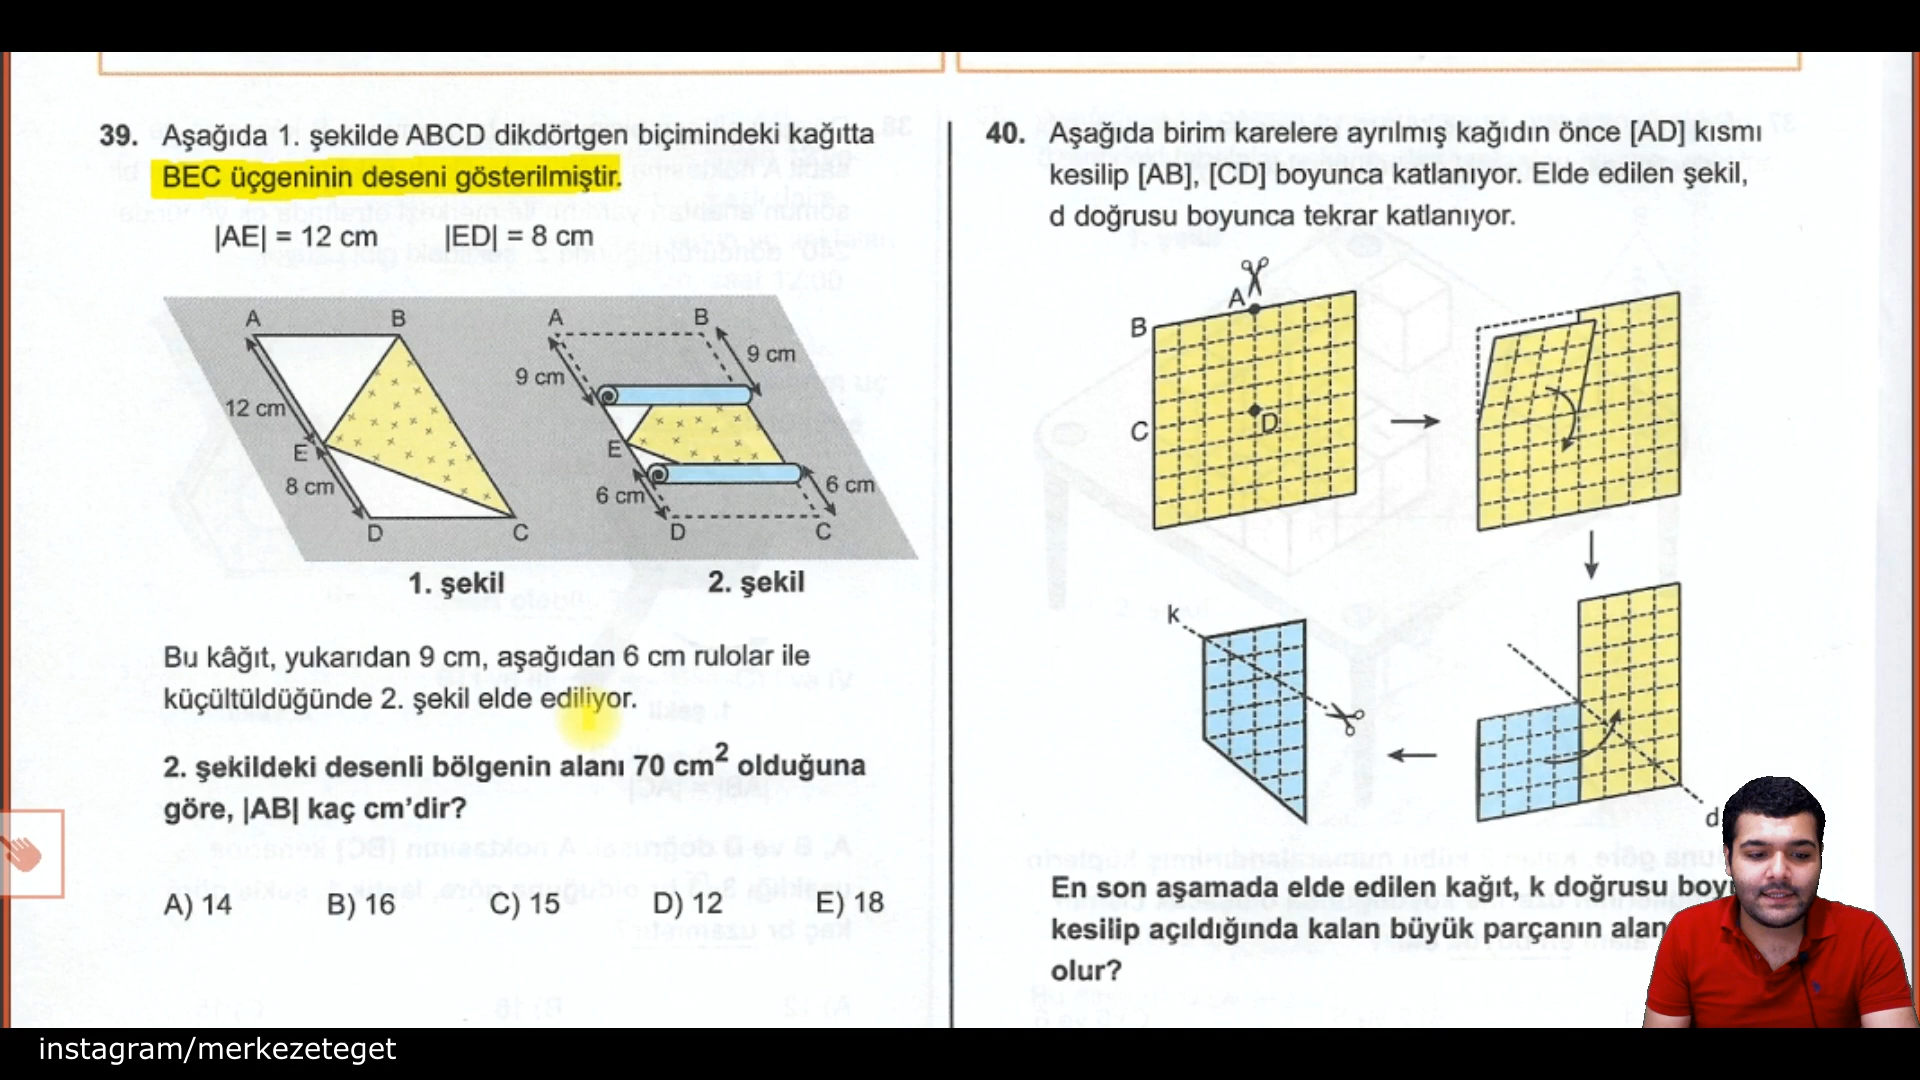 39. Aşağıda 1. şekilde ABCD dikdörtgen biçimindeki kağıtta
BEC üçgeninin deseni gösterilmiştir.
|AE| = 12 cm |ED| = 8 cm
A B
12 cm
E
8 cm
D C
1. şekil
A B
9 cm
9 cm
E
6 cm
6 cm
D C
2. şekil
Bu kâğıt, yukarıdan 9 cm, aşağıdan 6 cm rulolar ile
küçültüldüğünde 2. şekil elde ediliyor.
2. şekildeki desenli bölgenin alanı 70 cm² olduğuna
göre, |AB| kaç cm'dir?
A) 14 B) 16 C) 15 D) 12 E) 18
40. Aşağıda birim karelere ayrılmış kağıdın önce [AD] kısmı
kesilip [AB], [CD] boyunca katlanıyor. Elde edilen şekil,
d doğrusu boyunca tekrar katlanıyor.
A
B
C
D
k
d
En son aşamada elde edilen kağıt, k doğrusu
kesilip açıldığında kalan büyük parçanın
olur?
instagram/merkezeteget